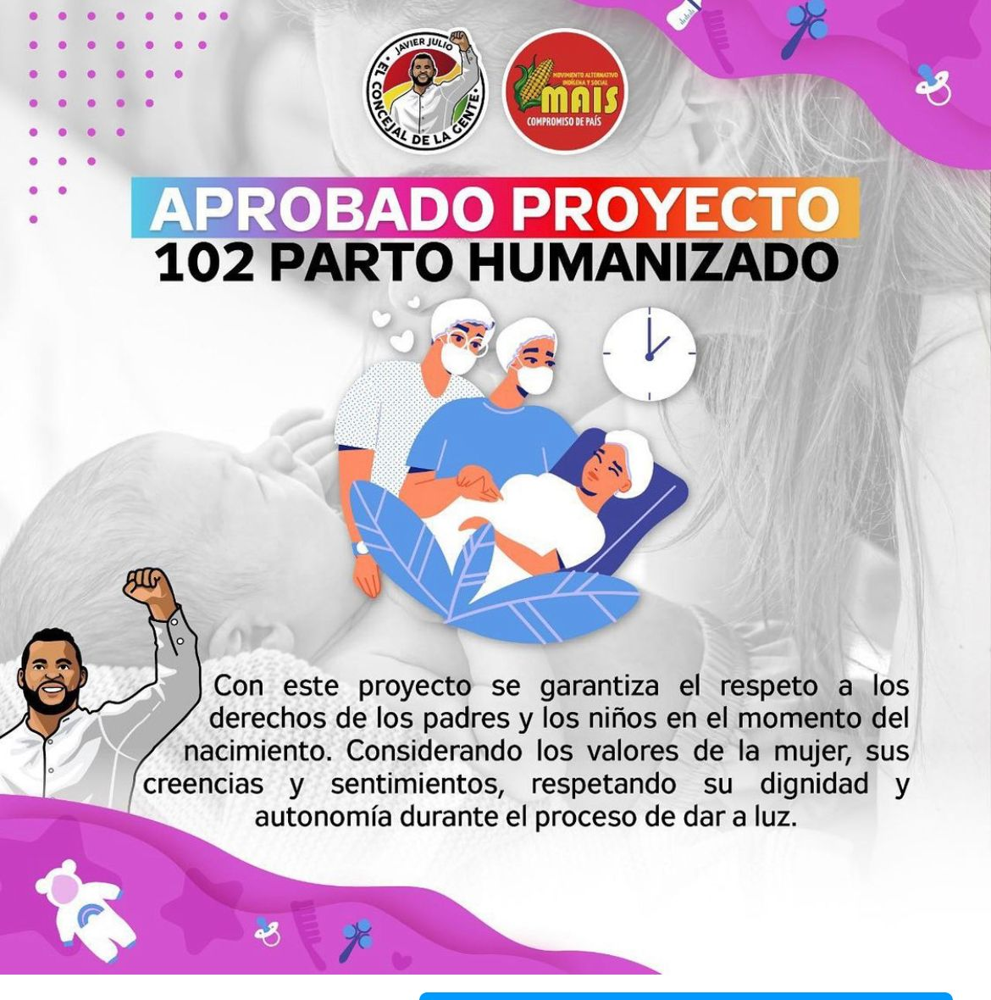 JAVIER JULIO
EL CONCEJAL DE LA GENTE
MOVIMIENTO ALTERNATIVO
INDÍGENA Y SOCIAL
MAIS
COMPROMISO DE PAÍS
APROBADO PROYECTO
102 PARTO HUMANIZADO
Con este proyecto se garantiza el respeto a los
derechos de los padres y los niños en el momento del
nacimiento. Considerando los valores de la mujer, sus
creencias y sentimientos, respetando su dignidad y
autonomía durante el proceso de dar a luz.